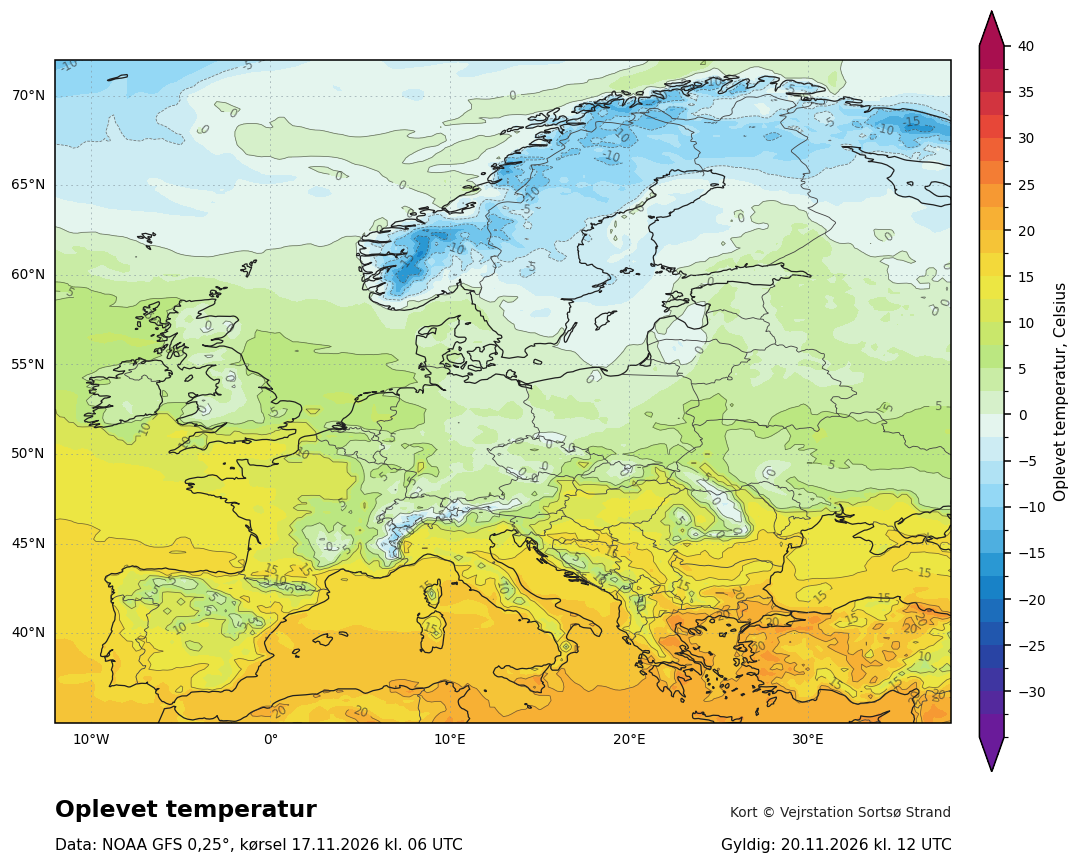 70°N
65°N
60°N
55°N
50°N
45°N
40°N
10°W
0°
10°E
20°E
30°E
40
35
30
25
20
15
10
5
0
−5
−10
−15
−20
−25
−30
Oplevet temperatur, Celsius
Oplevet temperatur
Kort © Vejrstation Sortsø Strand
Data: NOAA GFS 0,25°, kørsel 17.11.2026 kl. 06 UTC
Gyldig: 20.11.2026 kl. 12 UTC